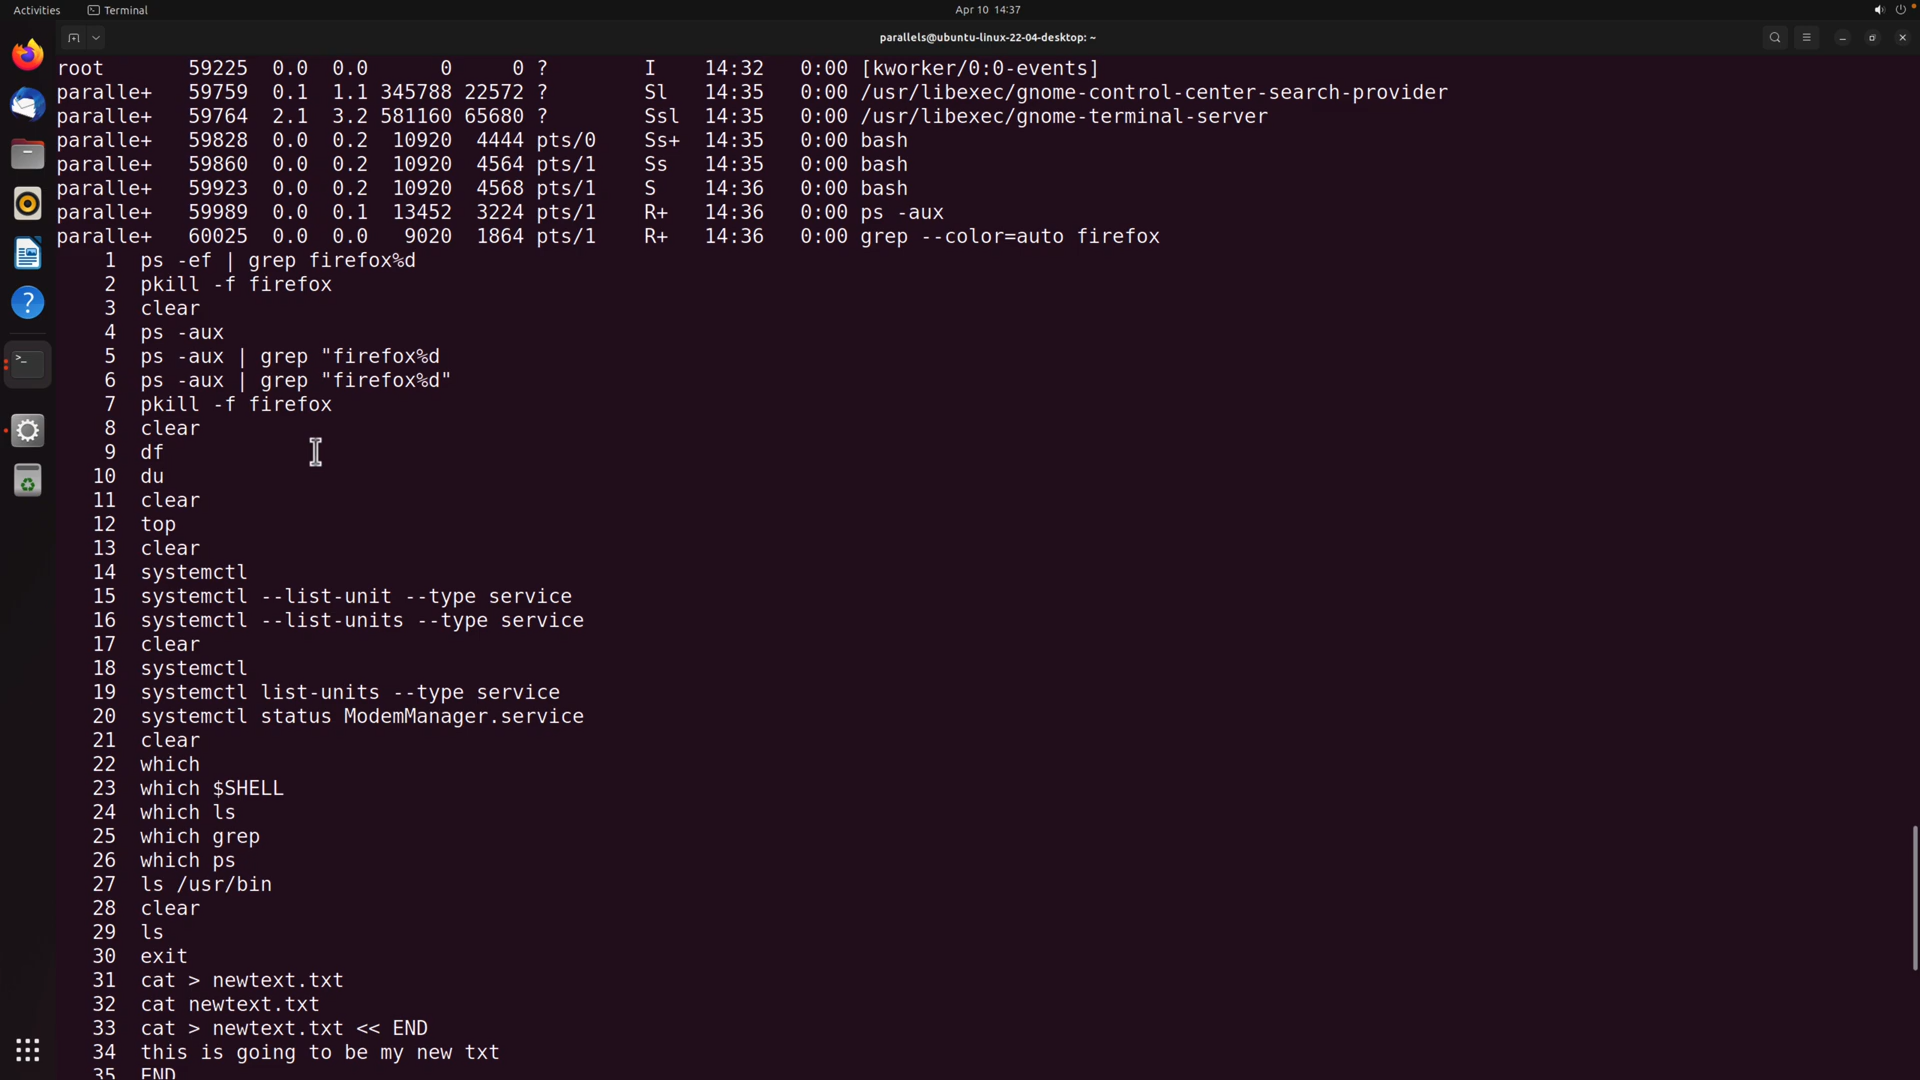 Activities Terminal Apr 10 14:37
parallels@ubuntu-linux-22-04-desktop: ~
root 59225 0.0 0.0 0 0 ? I 14:32 0:00 [kworker/0:0-events]
paralle+ 59759 0.1 1.1 345788 22572 ? Sl 14:35 0:00 /usr/libexec/gnome-control-center-search-provider
paralle+ 59764 2.1 3.2 581160 65680 ? Ssl 14:35 0:00 /usr/libexec/gnome-terminal-server
paralle+ 59828 0.0 0.2 10920 4444 pts/0 Ss+ 14:35 0:00 bash
paralle+ 59860 0.0 0.2 10920 4564 pts/1 Ss 14:35 0:00 bash
paralle+ 59923 0.0 0.2 10920 4568 pts/1 S 14:36 0:00 bash
paralle+ 59989 0.0 0.1 13452 3224 pts/1 R+ 14:36 0:00 ps -aux
paralle+ 60025 0.0 0.0 9020 1864 pts/1 R+ 14:36 0:00 grep --color=auto firefox
1 ps -ef | grep firefox%d
2 pkill -f firefox
3 clear
4 ps -aux
5 ps -aux | grep "firefox%d
6 ps -aux | grep "firefox%d"
7 pkill -f firefox
8 clear
9 df
10 du
11 clear
12 top
13 clear
14 systemctl
15 systemctl --list-unit --type service
16 systemctl --list-units --type service
17 clear
18 systemctl
19 systemctl list-units --type service
20 systemctl status ModemManager.service
21 clear
22 which
23 which $SHELL
24 which ls
25 which grep
26 which ps
27 ls /usr/bin
28 clear
29 ls
30 exit
31 cat > newtext.txt
32 cat newtext.txt
33 cat > newtext.txt << END
34 this is going to be my new txt
35 END